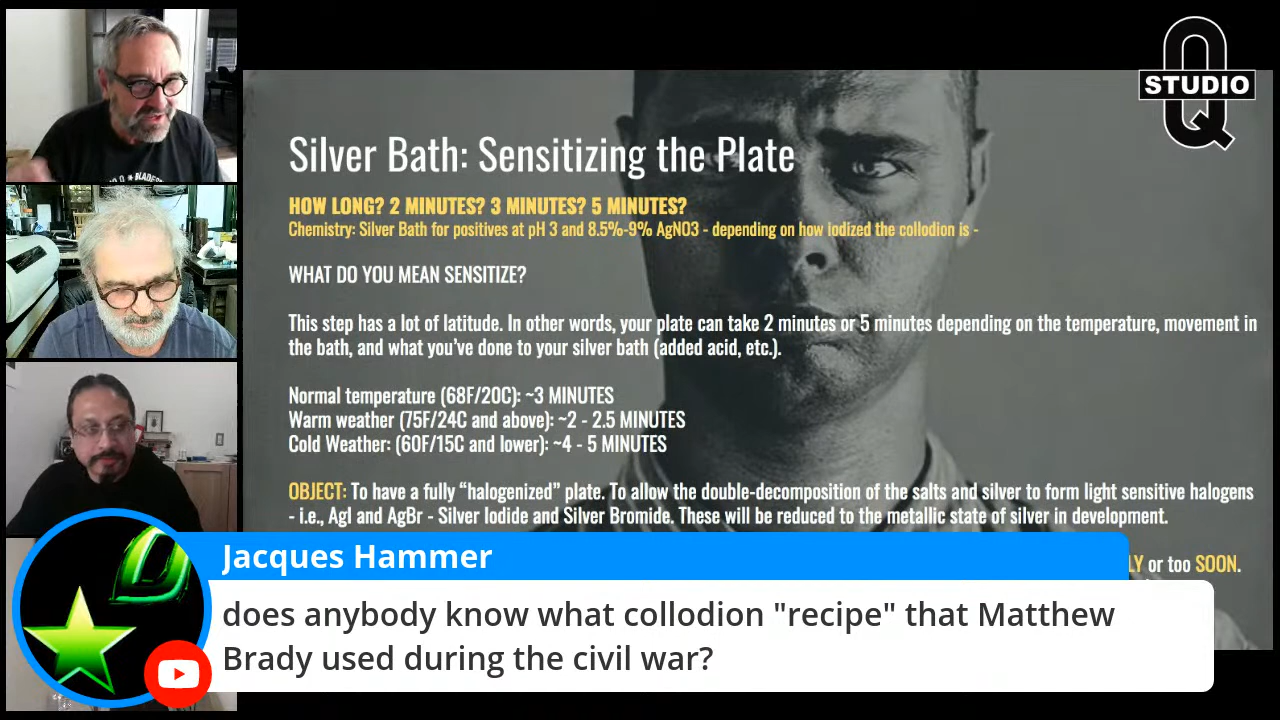 STUDIO
Q
Silver Bath: Sensitizing the Plate
HOW LONG? 2 MINUTES? 3 MINUTES? 5 MINUTES?
Chemistry: Silver Bath for positives at pH 3 and 8.5%-9% AgNO3 - depending on how iodized the collodion is -
WHAT DO YOU MEAN SENSITIZE?
This step has a lot of latitude. In other words, your plate can take 2 minutes or 5 minutes depending on the temperature, movement in
the bath, and what you’ve done to your silver bath (added acid, etc.).
Normal temperature (68F/20C): ~3 MINUTES
Warm weather (75F/24C and above): ~2 - 2.5 MINUTES
Cold Weather: (60F/15C and lower): ~4 - 5 MINUTES
OBJECT: To have a fully “halogenized” plate. To allow the double-decomposition of the salts and silver to form light sensitive halogens
- i.e., AgI and AgBr - Silver Iodide and Silver Bromide. These will be reduced to the metallic state of silver in development.
LY or too SOON.
Jacques Hammer
does anybody know what collodion "recipe" that Matthew
Brady used during the civil war?